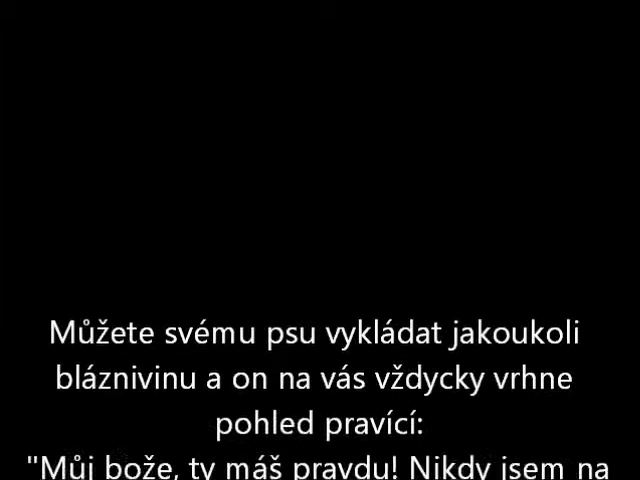 Můžete svému psu vykládat jakoukoli
bláznivinu a on na vás vždycky vrhne
pohled pravící:
"Můj bože, ty máš pravdu! Nikdy jsem na